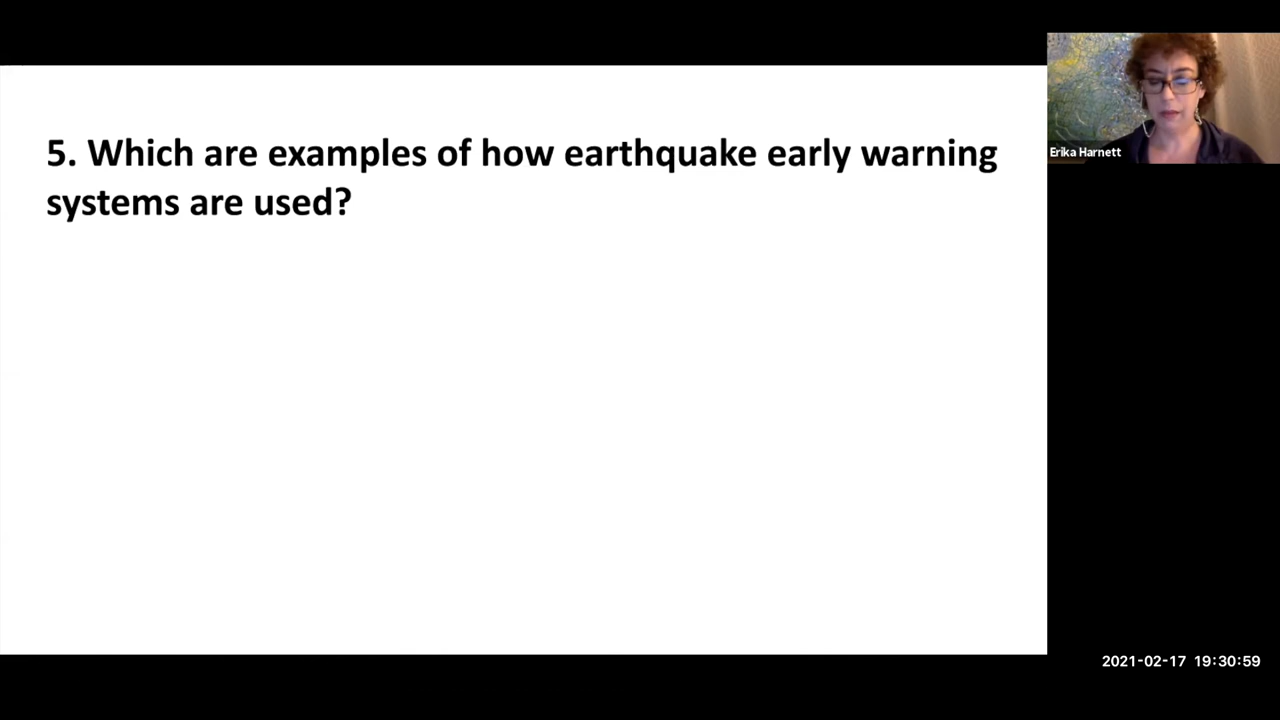 5. Which are examples of how earthquake early warning
systems are used?
Erika Harnett
2021-02-17 19:30:59